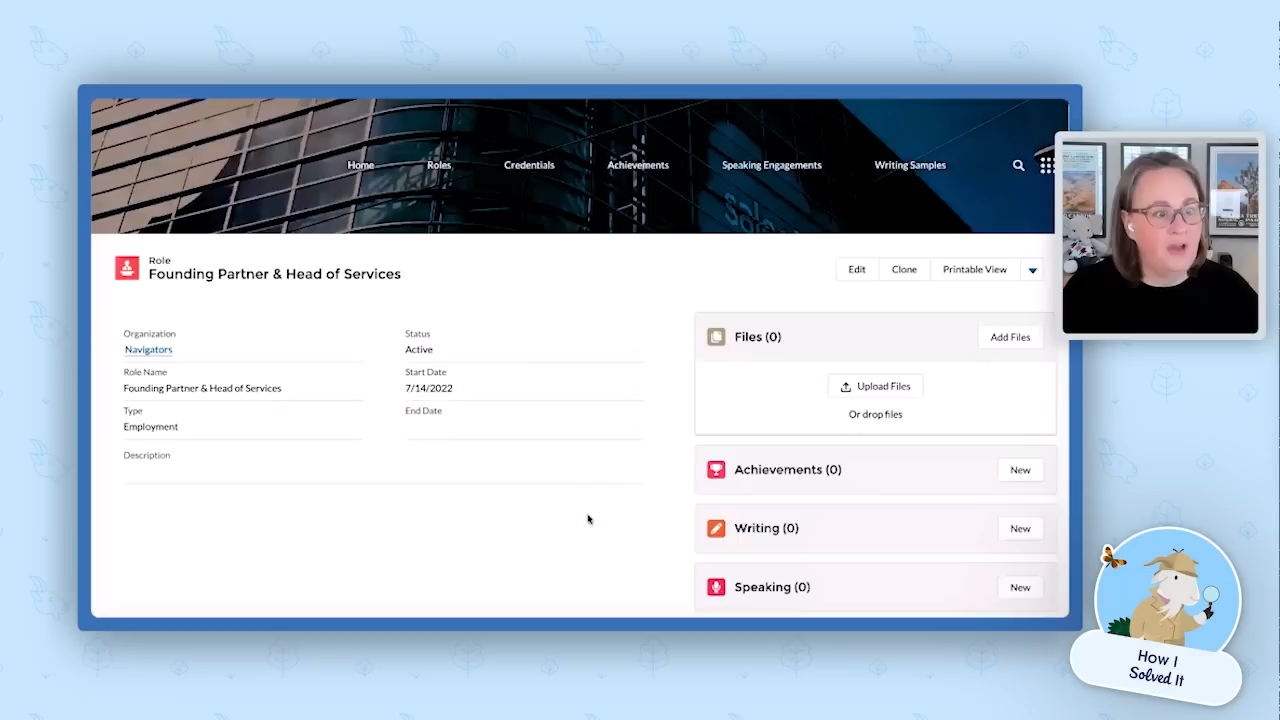 Home Roles Credentials Achievements Speaking Engagements Writing Samples
Role
Founding Partner & Head of Services
Edit Clone Printable View
Organization
Navigators
Status
Active
Role Name
Founding Partner & Head of Services
Start Date
7/14/2022
Type
Employment
End Date
Description
Files (0)
Add Files
Upload Files
Or drop files
Achievements (0)
New
Writing (0)
New
Speaking (0)
New
How I
Solved It